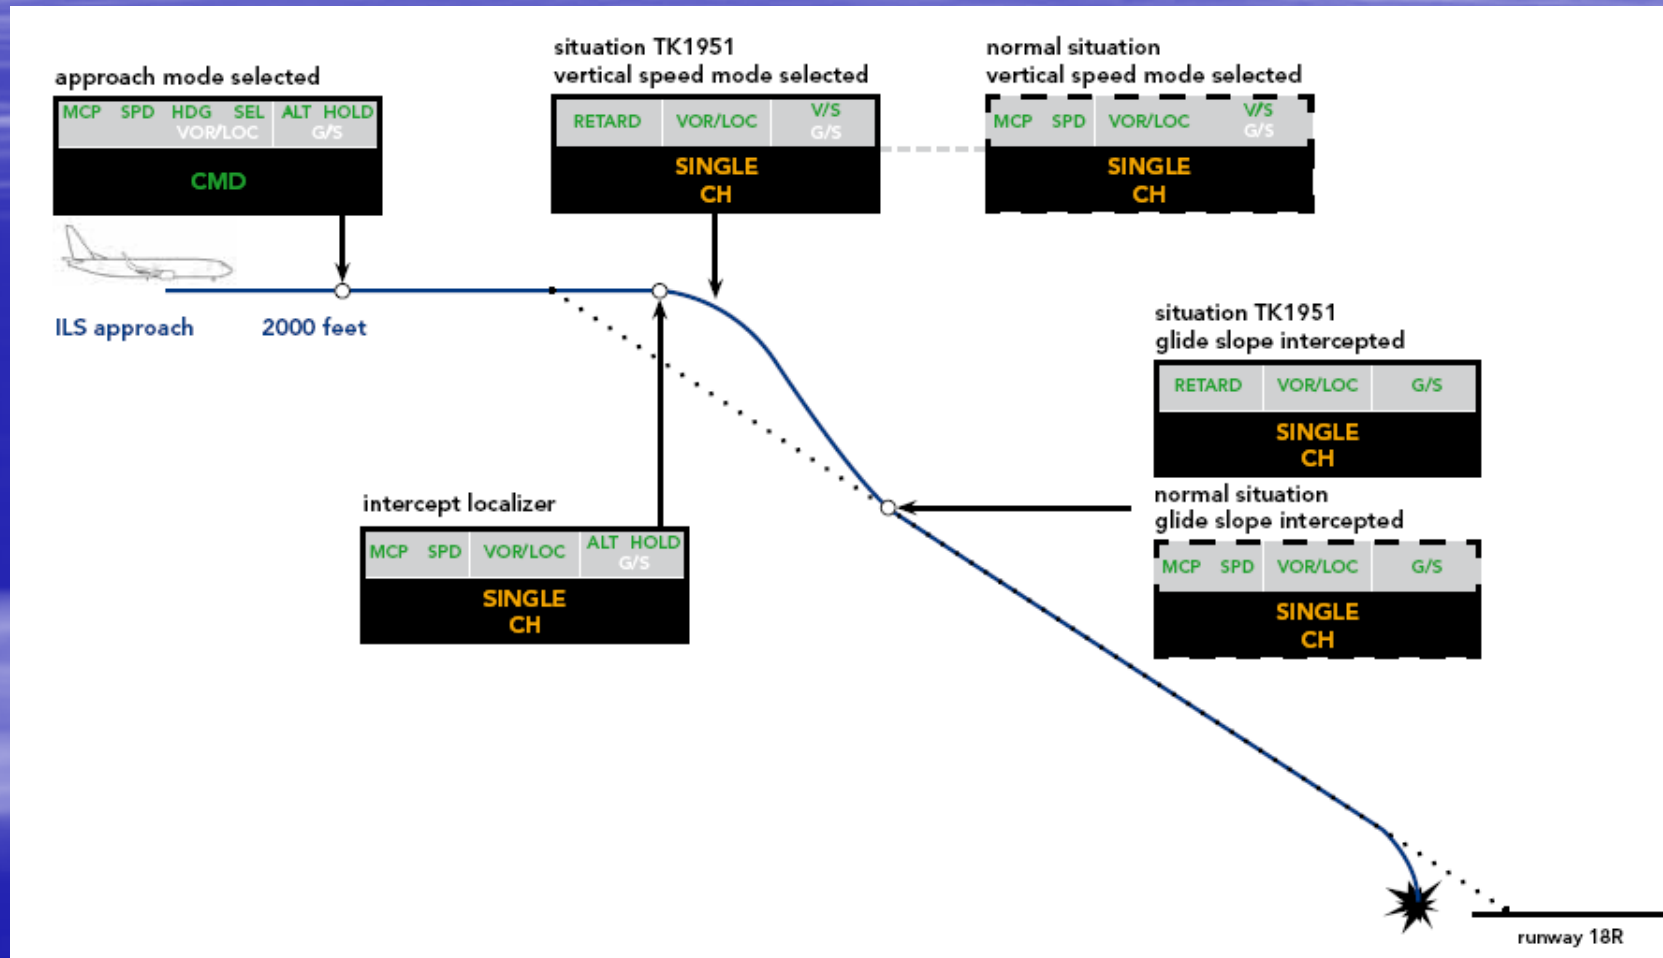 approach mode selected
MCP SPD HDG SEL ALT HOLD
VOR/LOC G/S
CMD
situation TK1951
vertical speed mode selected
RETARD VOR/LOC V/S
G/S
SINGLE
CH
normal situation
vertical speed mode selected
MCP SPD VOR/LOC V/S
G/S
SINGLE
CH
ILS approach 2000 feet
situation TK1951
glide slope intercepted
RETARD VOR/LOC G/S
SINGLE
CH
intercept localizer
MCP SPD VOR/LOC ALT HOLD
G/S
SINGLE
CH
normal situation
glide slope intercepted
MCP SPD VOR/LOC G/S
SINGLE
CH
runway 18R